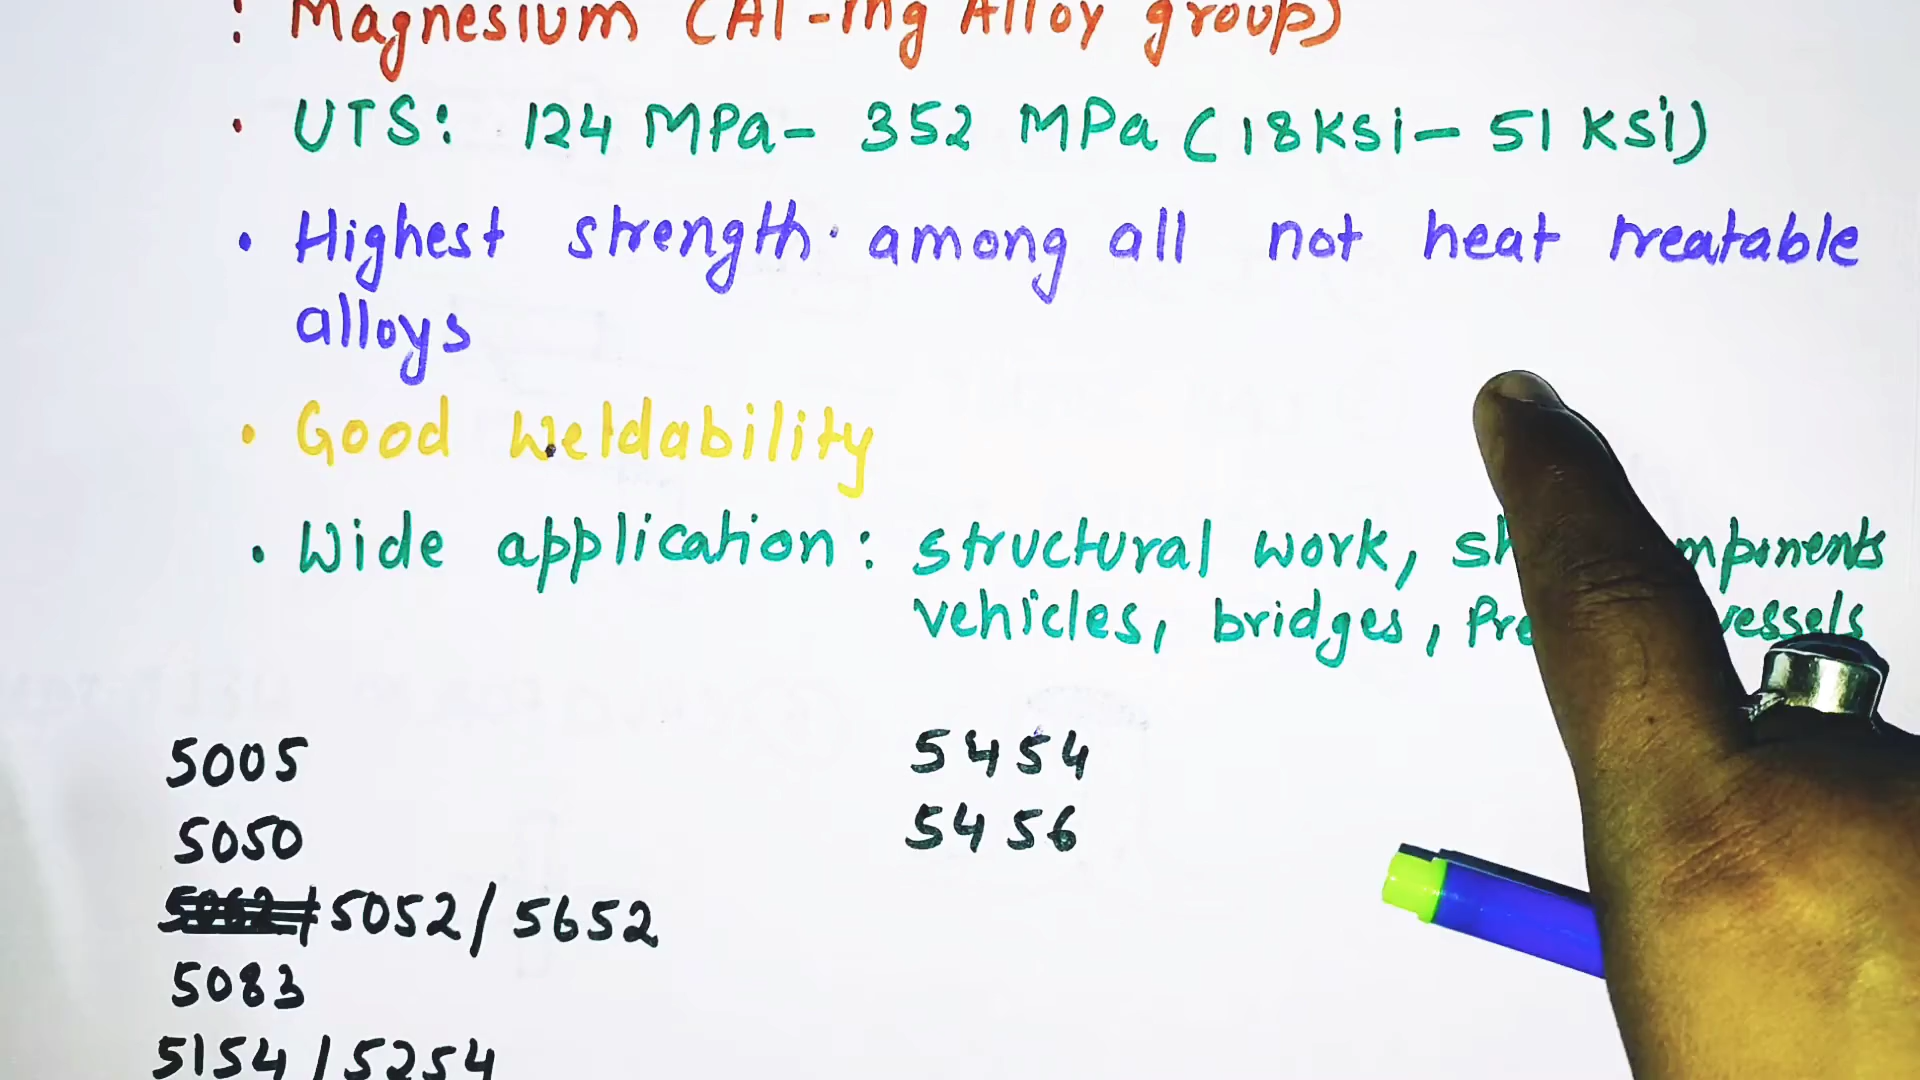 : Magnesium (Al-Mg Alloy group)
• UTS: 124 MPa- 352 MPa (18Ksi- 51 KSi)
• Highest strength among all not heat treatable
alloys
• Good Weldability
• Wide application: structural work,
vehicles, bridges, vessels
5005
5454
5050
5456
5052/5652
5083
5154/5254